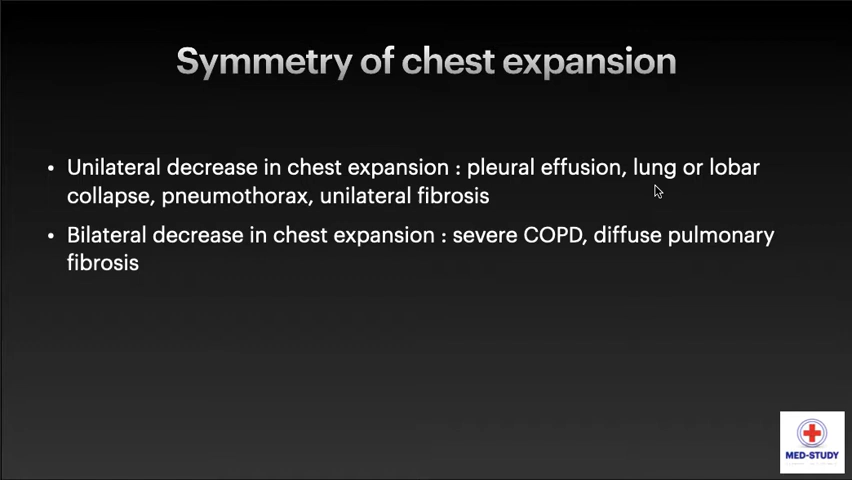 Symmetry of chest expansion
• Unilateral decrease in chest expansion : pleural effusion, lung or lobar
collapse, pneumothorax, unilateral fibrosis
• Bilateral decrease in chest expansion : severe COPD, diffuse pulmonary
fibrosis
MED-STUDY